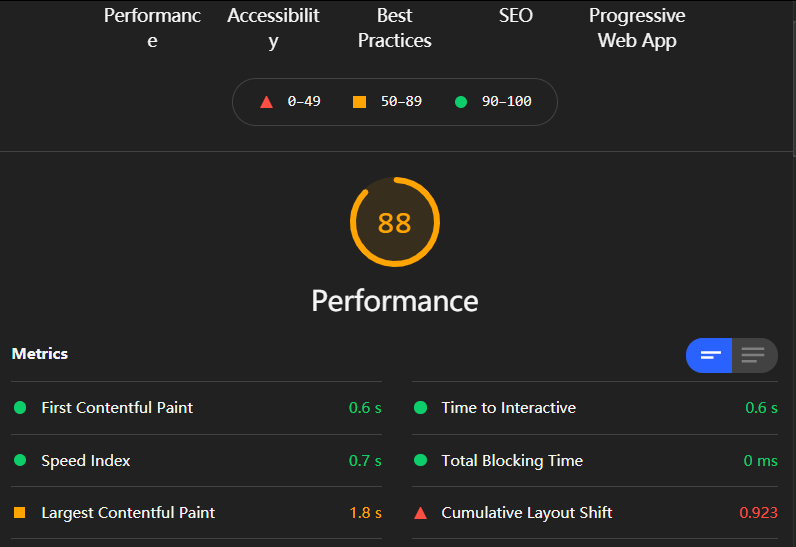 Performanc
e
Accessibilit
y
Best
Practices
SEO
Progressive
Web App
0–49
50–89
90–100
88
Performance
Metrics
First Contentful Paint 0.6 s
Time to Interactive 0.6 s
Speed Index 0.7 s
Total Blocking Time 0 ms
Largest Contentful Paint 1.8 s
Cumulative Layout Shift 0.923